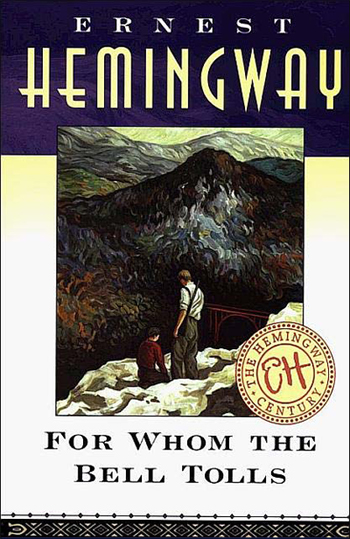 ERNEST
HEMINGWAY
THE HEMINGWAY
EH
CENTURY
FOR WHOM THE
BELL TOLLS